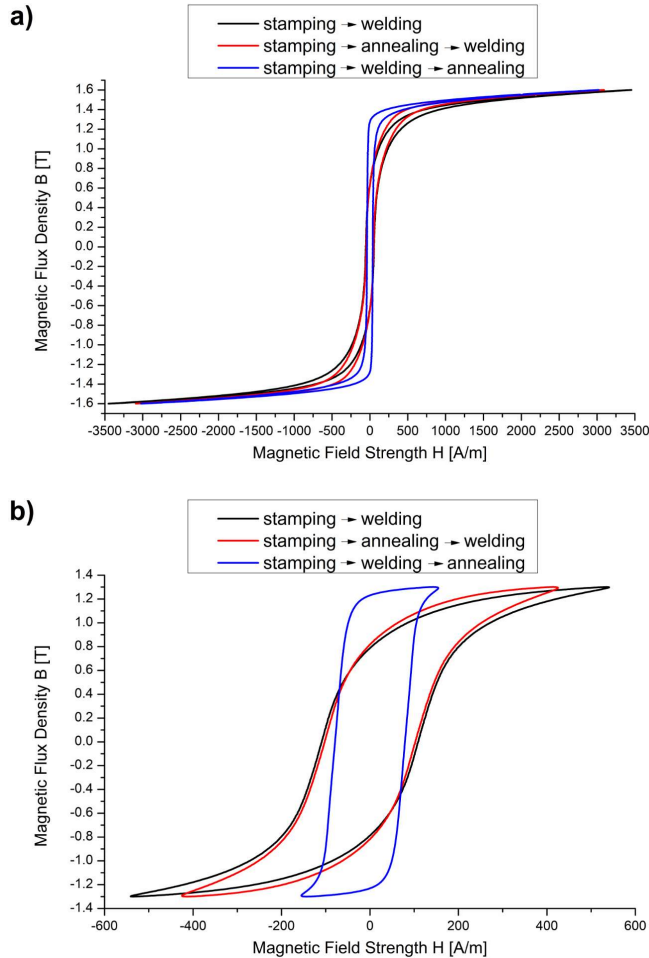 a)
stamping → welding
stamping → annealing → welding
stamping → welding → annealing
1.6
1.4
1.2
1.0
0.8
0.6
0.4
0.2
0.0
-0.2
-0.4
-0.6
-0.8
-1.0
-1.2
-1.4
-1.6
Magnetic Flux Density B [T]
-3500 -3000 -2500 -2000 -1500 -1000 -500 0 500 1000 1500 2000 2500 3000 3500
Magnetic Field Strength H [A/m]
b)
stamping → welding
stamping → annealing → welding
stamping → welding → annealing
1.4
1.2
1.0
0.8
0.6
0.4
0.2
0.0
-0.2
-0.4
-0.6
-0.8
-1.0
-1.2
-1.4
Magnetic Flux Density B [T]
-600 -400 -200 0 200 400 600
Magnetic Field Strength H [A/m]